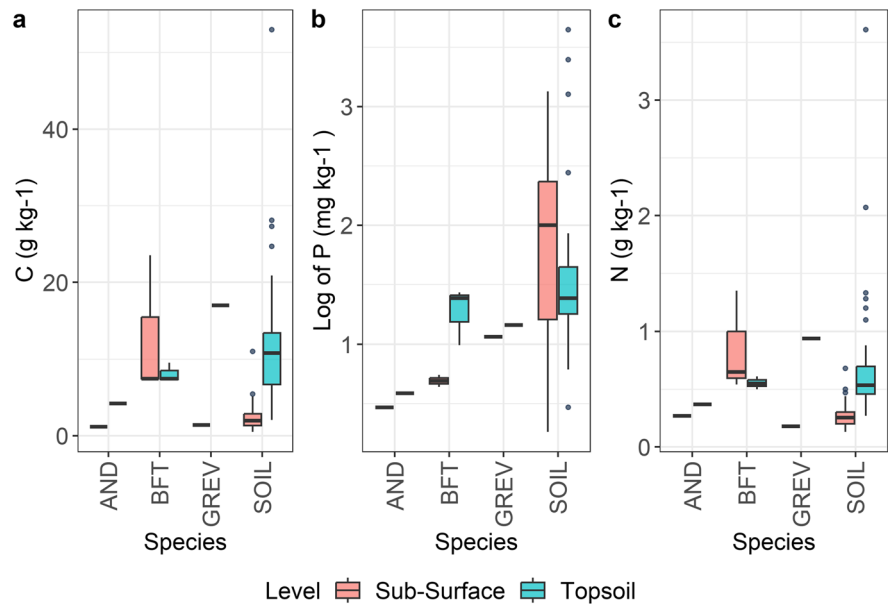 a
C (g kg-1)
40
20
0
AND
BFT
GREV
SOIL
Species
b
Log of P (mg kg-1 )
3
2
1
AND
BFT
GREV
SOIL
Species
c
N (g kg-1)
3
2
1
0
AND
BFT
GREV
SOIL
Species
Level Sub-Surface Topsoil